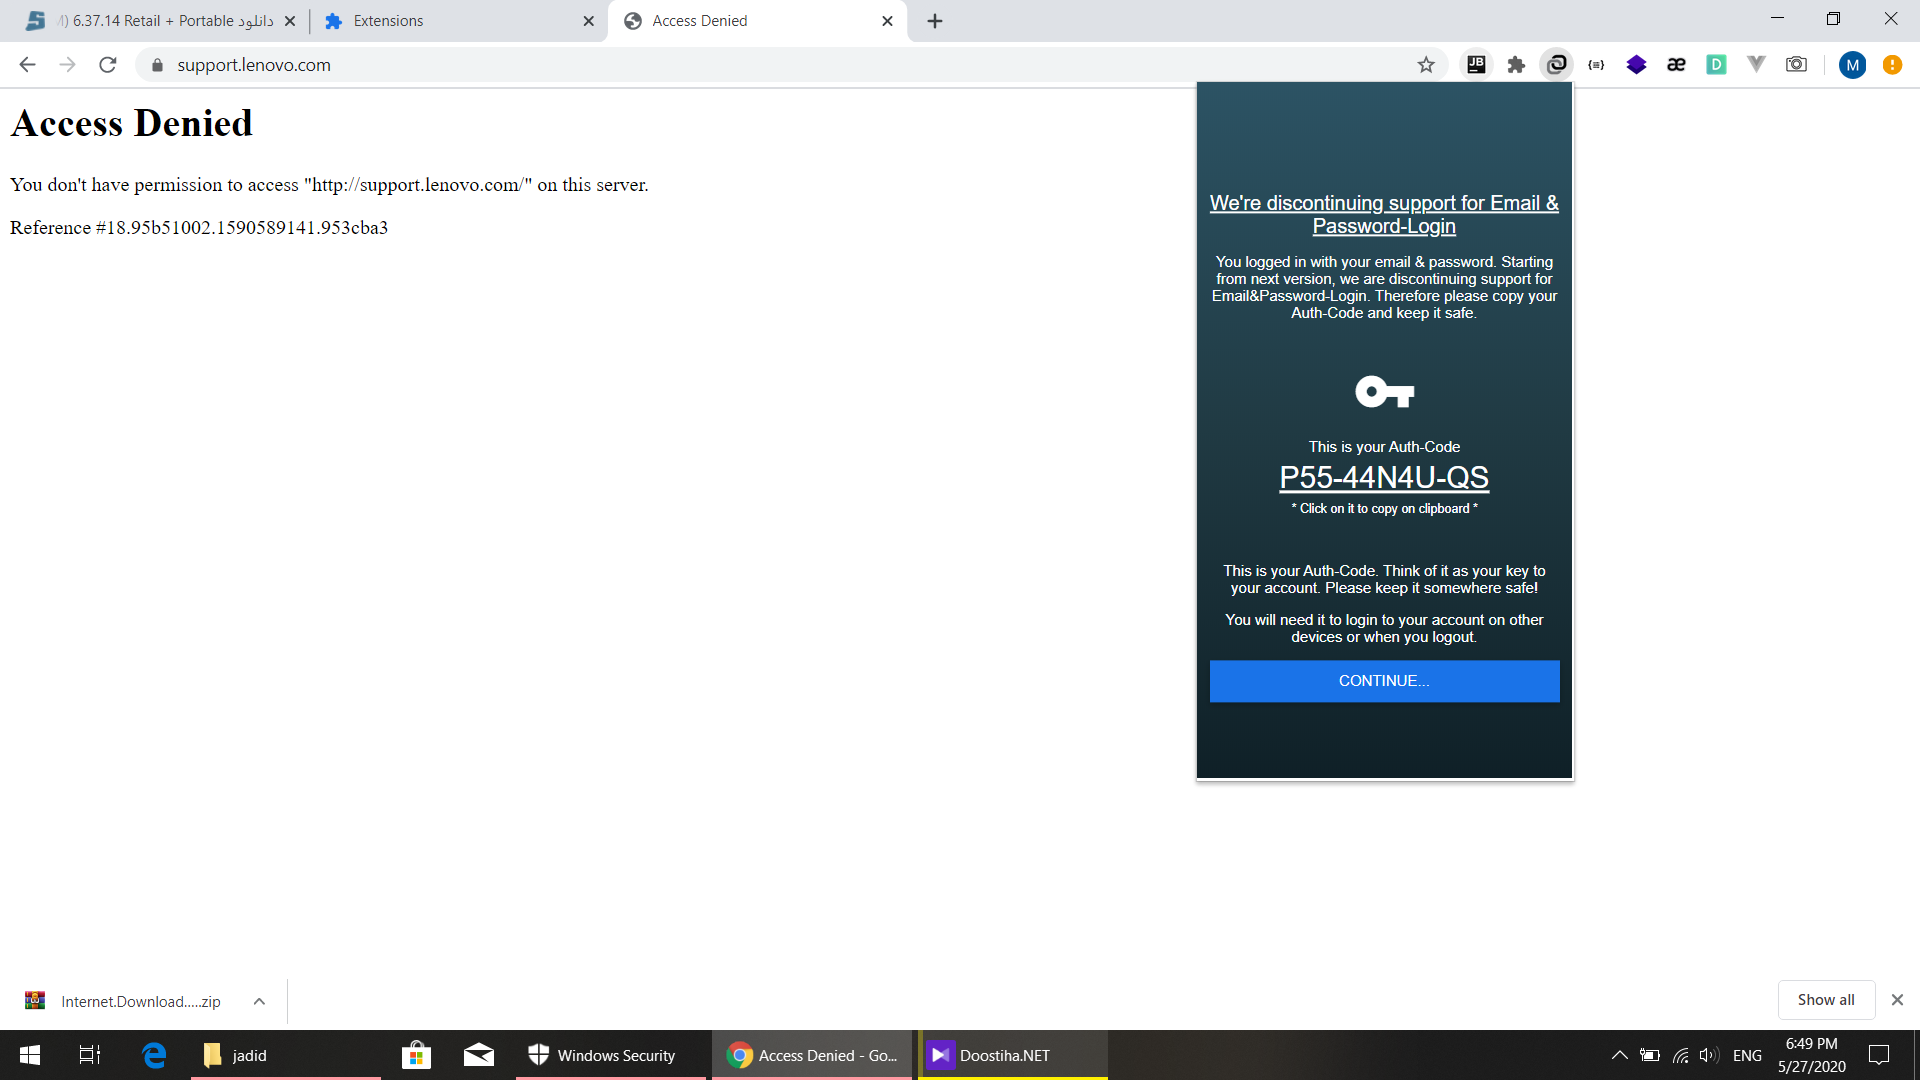 6.37.14 Retail + Portable دانلود
Extensions
Access Denied
support.lenovo.com
JB
{≡}
æ
D
M
Access Denied
You don't have permission to access "http://support.lenovo.com/" on this server.
Reference #18.95b51002.1590589141.953cba3
We're discontinuing support for Email &
Password-Login
You logged in with your email & password. Starting
from next version, we are discontinuing support for
Email&Password-Login. Therefore please copy your
Auth-Code and keep it safe.
This is your Auth-Code
P55-44N4U-QS
* Click on it to copy on clipboard *
This is your Auth-Code. Think of it as your key to
your account. Please keep it somewhere safe!
You will need it to login to your account on other
devices or when you logout.
CONTINUE...
Internet.Download.....zip
Show all
jadid
Windows Security
Access Denied - Go...
Doostiha.NET
ENG
6:49 PM
5/27/2020